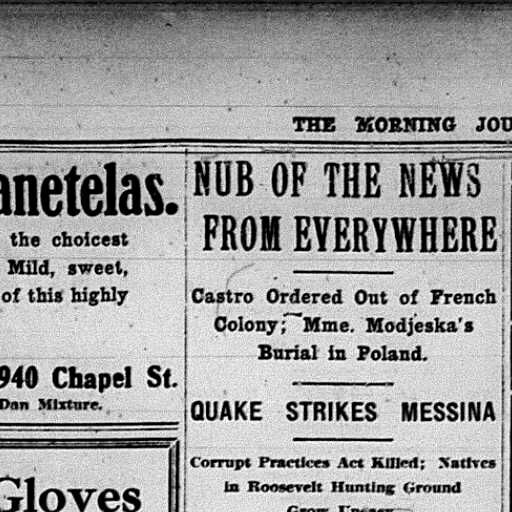 THE MORNING JOU
anetelas.
the choicest
Mild, sweet,
of this highly
940 Chapel St.
Dan Mixture.
Gloves
NUB OF THE NEWS
FROM EVERYWHERE
Castro Ordered Out of French
Colony; Mme. Modjeska's
Burial in Poland.
QUAKE STRIKES MESSINA
Corrupt Practices Act Killed; Natives
in Roosevelt Hunting Ground
Grow Uneasy